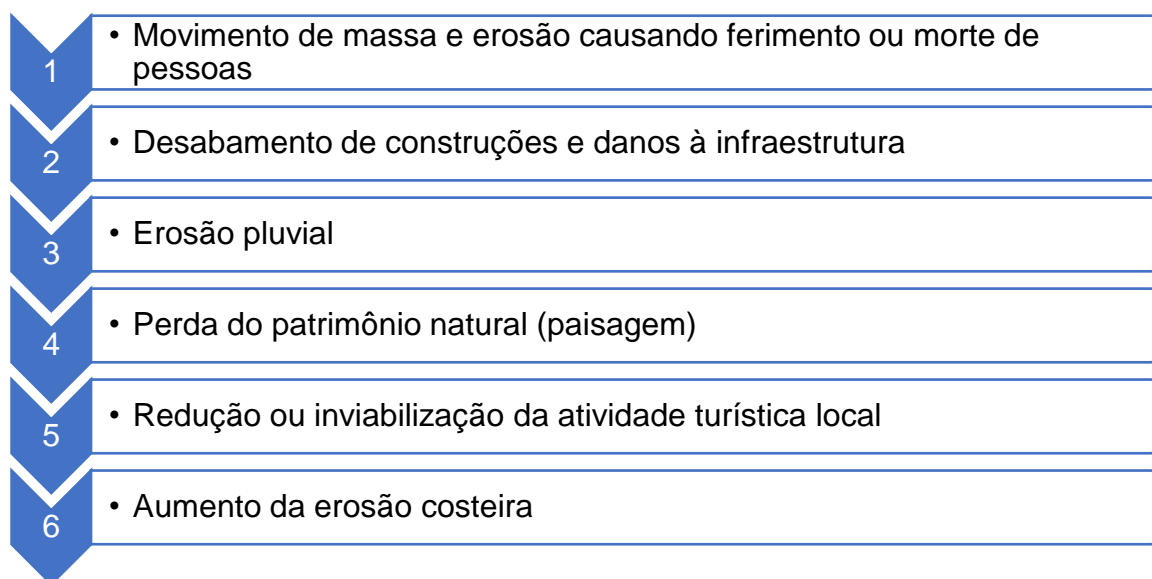 1
• Movimento de massa e erosão causando ferimento ou morte de
pessoas
2
• Desabamento de construções e danos à infraestrutura
3
• Erosão pluvial
4
• Perda do patrimônio natural (paisagem)
5
• Redução ou inviabilização da atividade turística local
6
• Aumento da erosão costeira